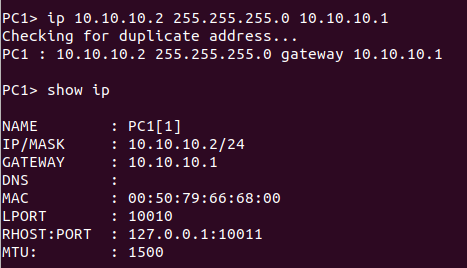 PC1> ip 10.10.10.2 255.255.255.0 10.10.10.1
Checking for duplicate address...
PC1 : 10.10.10.2 255.255.255.0 gateway 10.10.10.1
PC1> show ip
NAME        : PC1[1]
IP/MASK     : 10.10.10.2/24
GATEWAY     : 10.10.10.1
DNS         :
MAC         : 00:50:79:66:68:00
LPORT       : 10010
RHOST:PORT  : 127.0.0.1:10011
MTU:        : 1500